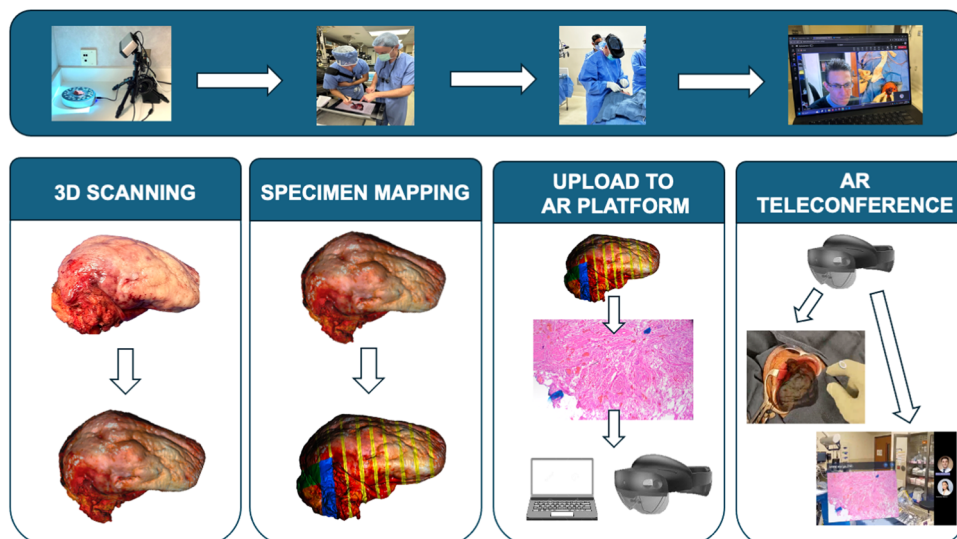 3D SCANNING
SPECIMEN MAPPING
UPLOAD TO
AR PLATFORM
AR
TELECONFERENCE